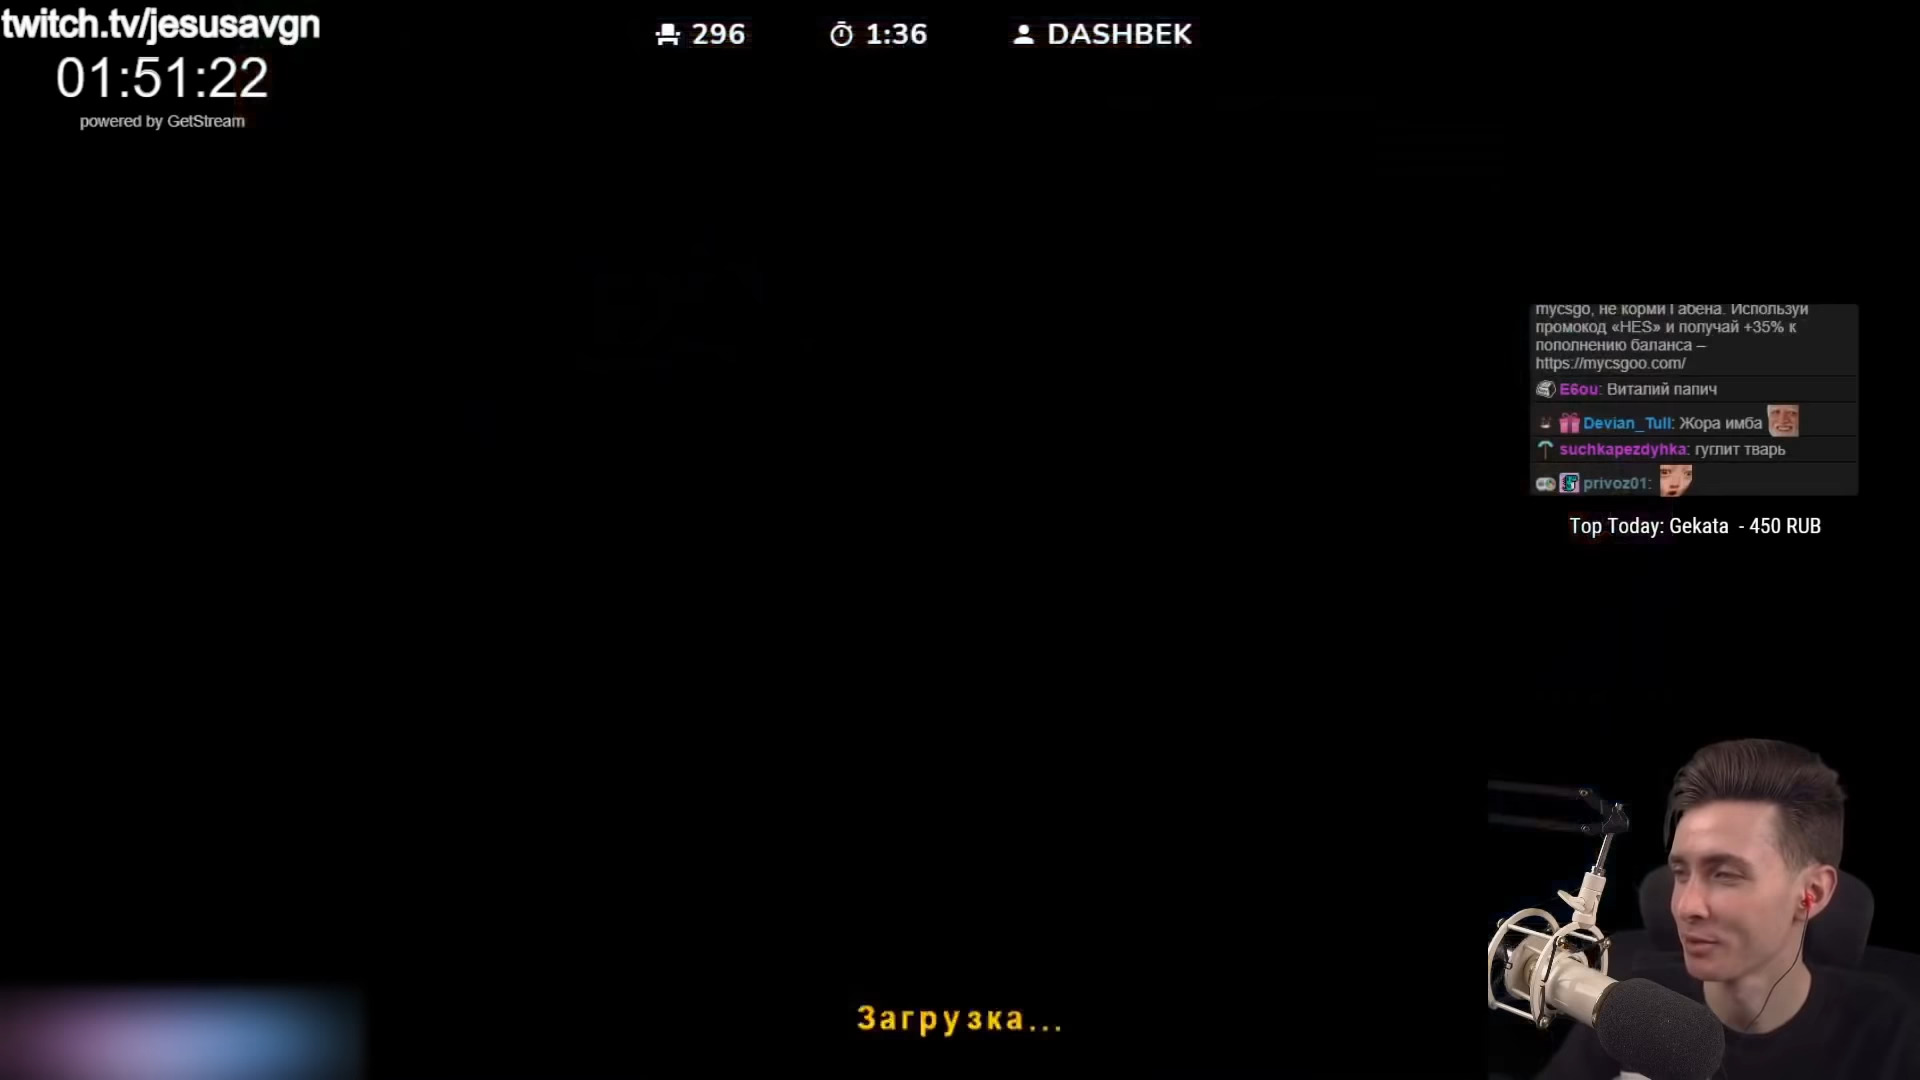 twitch.tv/jesusavgn
01:51:22
powered by GetStream
296
1:36
DASHBEK
mycsgo, не корми Габена. Используй
промокод «HES» и получай +35% к
пополнению баланса –
https://mycsgoo.com/
E6ou: Виталий папич
Devian_Tull: Жора имба
suchkapezdyhka: гуглит тварь
privoz01:
Top Today: Gekata - 450 RUB
Загрузка...